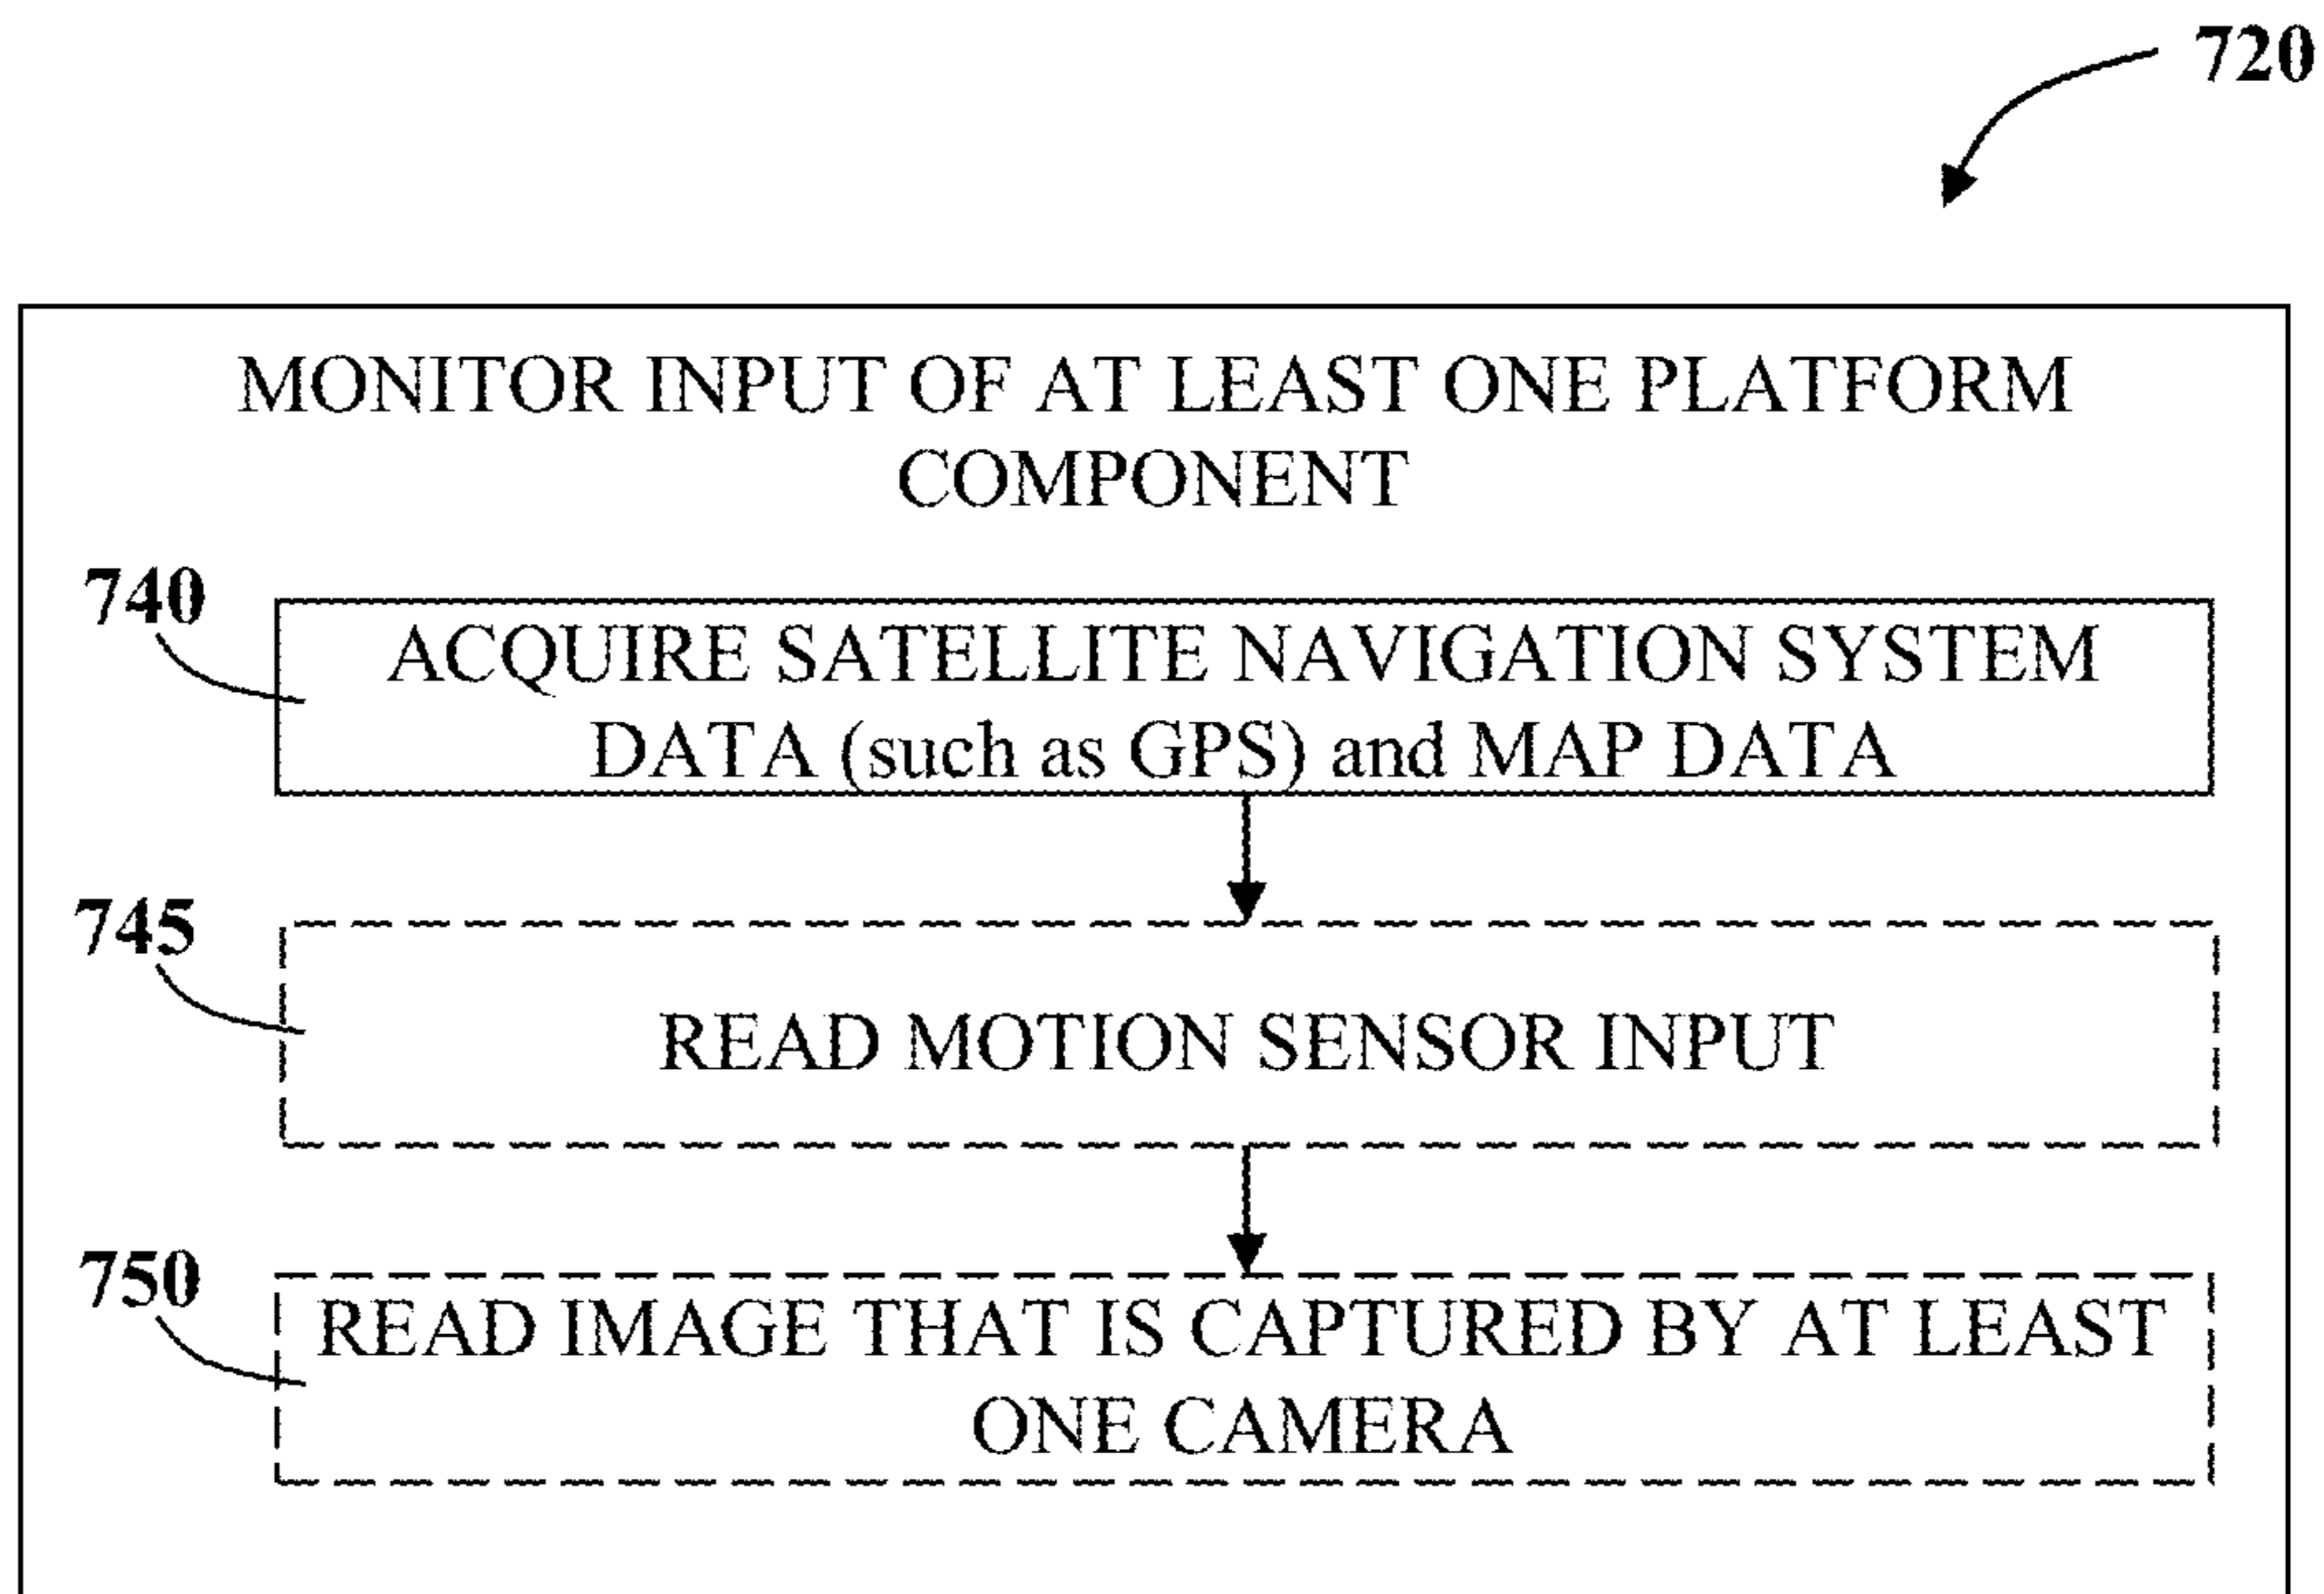 720
MONITOR INPUT OF AT LEAST ONE PLATFORM
COMPONENT
740
ACQUIRE SATELLITE NAVIGATION SYSTEM
DATA (such as GPS) and MAP DATA
745
READ MOTION SENSOR INPUT
750
READ IMAGE THAT IS CAPTURED BY AT LEAST
ONE CAMERA